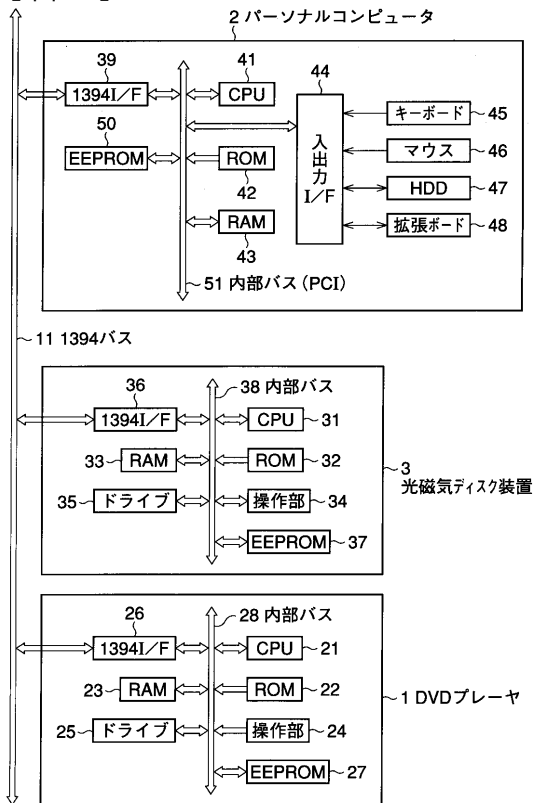 2 パーソナルコンピュータ
39
41
44
1394I/F
CPU
キーボード
45
50
EEPROM
ROM
42
入出力I/F
マウス
46
HDD
47
RAM
43
拡張ボード
48
51 内部バス(PCI)
11 1394バス
36
38 内部バス
1394I/F
CPU
31
33
RAM
ROM
32
3
光磁気ディスク装置
35
ドライブ
操作部
34
EEPROM
37
26
28 内部バス
1394I/F
CPU
21
23
RAM
ROM
22
1 DVDプレーヤ
25
ドライブ
操作部
24
EEPROM
27